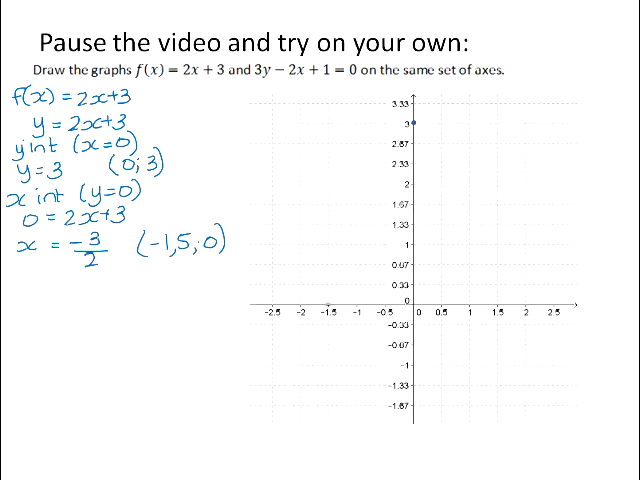 Pause the video and try on your own:
Draw the graphs f(x) = 2x + 3 and 3y − 2x + 1 = 0 on the same set of axes.
f(x) = 2x+3
y = 2x+3
y int (x=0)
y = 3 (0; 3)
x int (y=0)
0 = 2x+3
x = -3/2 (-1,5; 0)
3.33
3
2.67
2.33
2
1.67
1.33
1
0.67
0.33
0
-2.5 -2 -1.5 -1 -0.5 0 0.5 1 1.5 2 2.5
-0.33
-0.67
-1
-1.33
-1.67